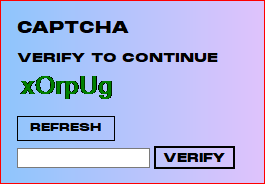 CAPTCHA
VERIFY TO CONTINUE
xOrpUg
REFRESH
VERIFY